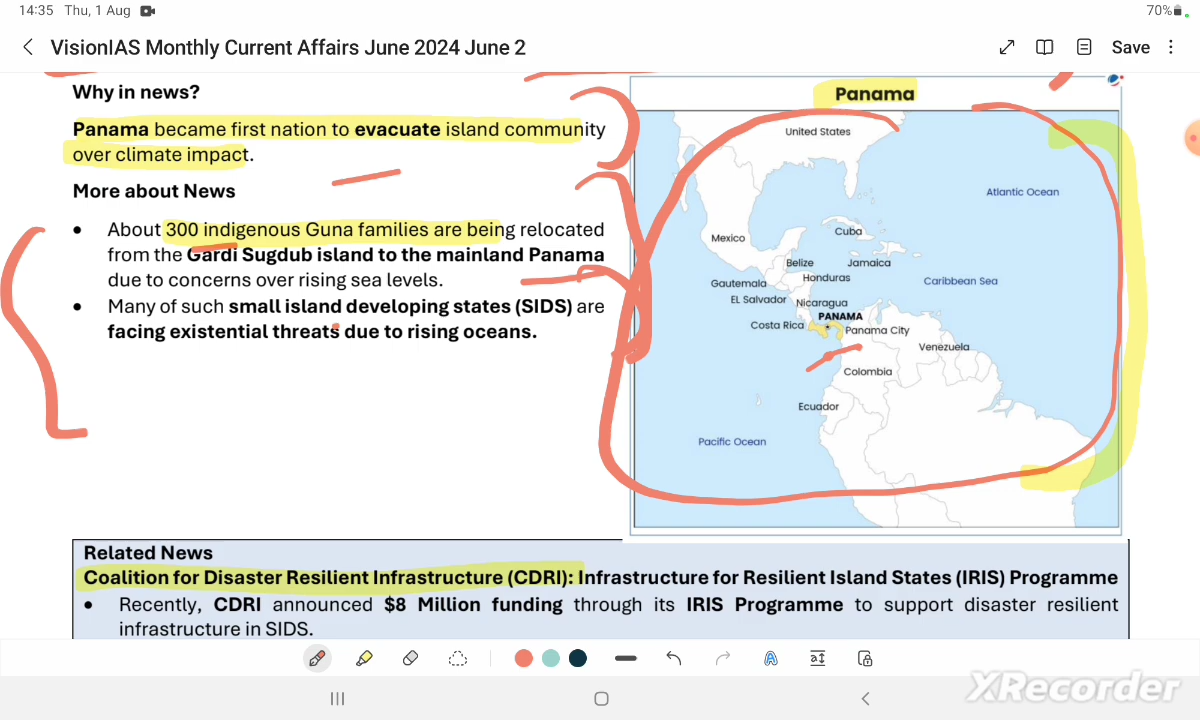 14:35 Thu, 1 Aug
70%
VisionIAS Monthly Current Affairs June 2024 June 2
Save
Why in news?
Panama became first nation to evacuate island community
over climate impact.
More about News
• About 300 indigenous Guna families are being relocated
from the Gardi Sugdub island to the mainland Panama
due to concerns over rising sea levels.
• Many of such small island developing states (SIDS) are
facing existential threats due to rising oceans.
Panama
United States
Atlantic Ocean
Mexico
Cuba
Belize
Jamaica
Honduras
Caribbean Sea
Gautemala
EL Salvador
Nicaragua
PANAMA
Costa Rica
Panama City
Venezuela
Colombia
Ecuador
Pacific Ocean
Related News
Coalition for Disaster Resilient Infrastructure (CDRI): Infrastructure for Resilient Island States (IRIS) Programme
• Recently, CDRI announced $8 Million funding through its IRIS Programme to support disaster resilient
infrastructure in SIDS.
XRecorder